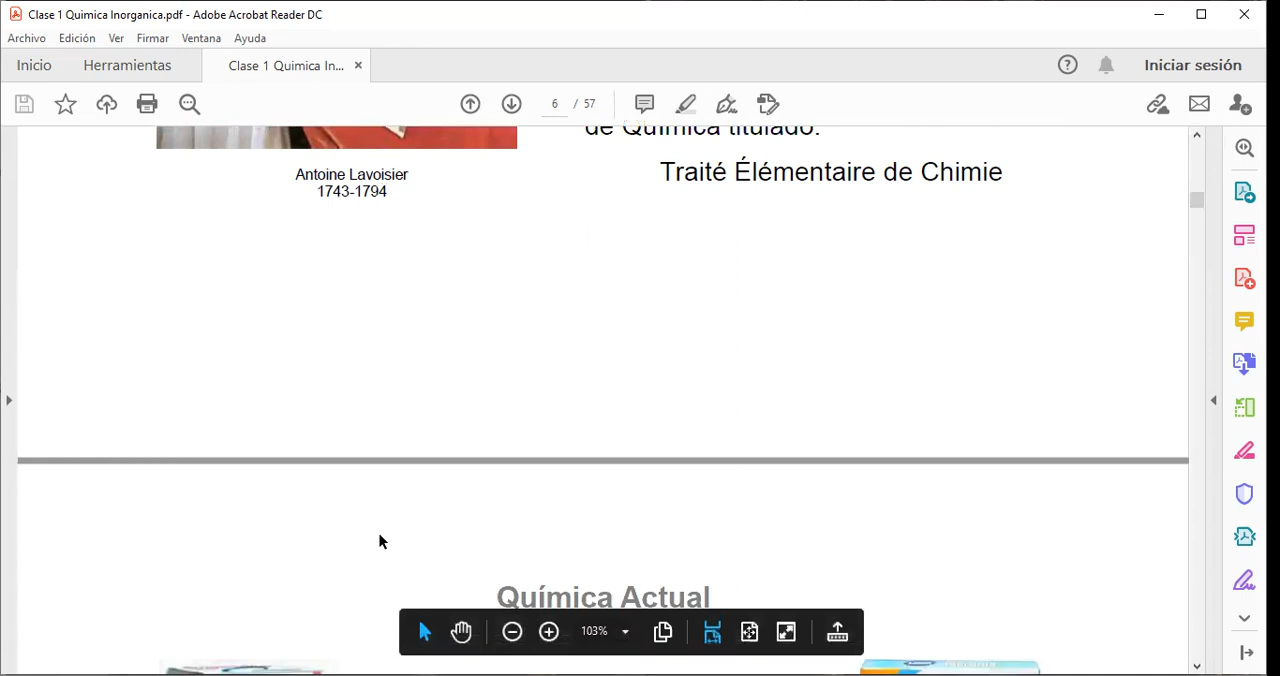 Clase 1 Quimica Inorganica.pdf - Adobe Acrobat Reader DC
Archivo Edición Ver Firmar Ventana Ayuda
Inicio Herramientas Clase 1 Quimica In... × Iniciar sesión
6 / 57
de Química titulado:
Antoine Lavoisier
1743-1794
Traité Élémentaire de Chimie
Química Actual
103%